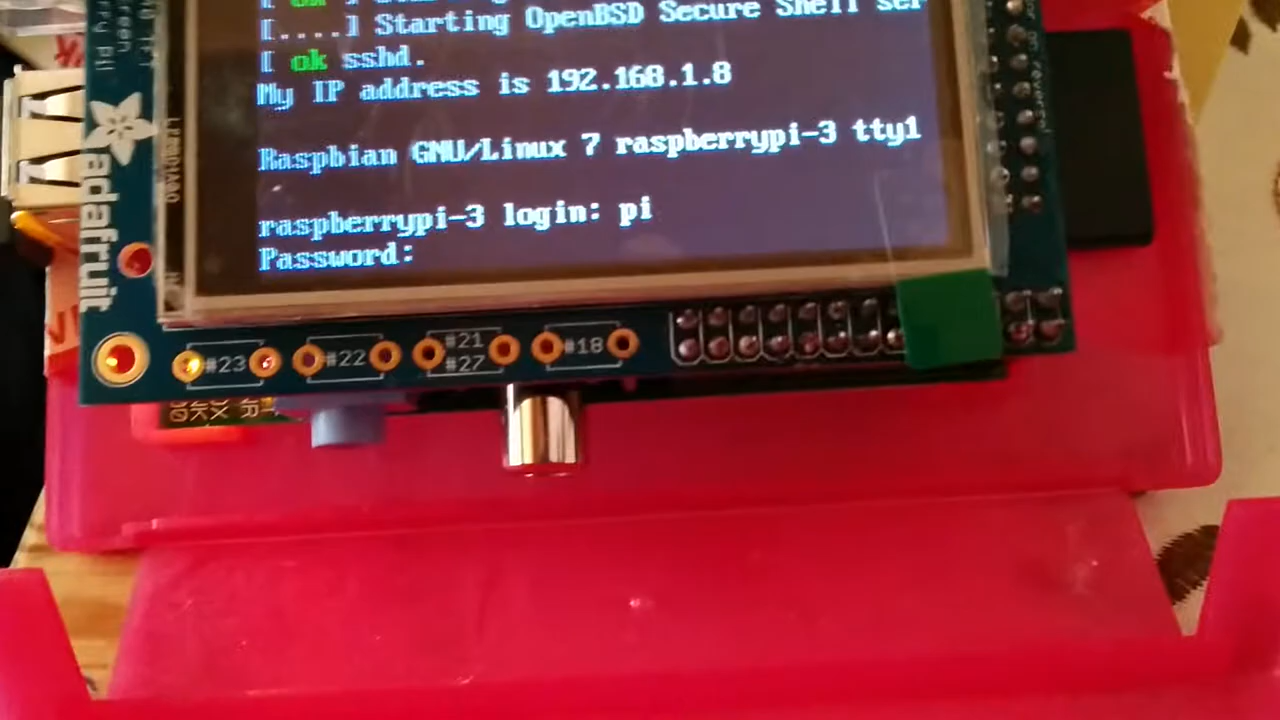 [....] Starting OpenBSD Secure Shell ser
[ ok sshd.
My IP address is 192.168.1.8
Raspbian GNU/Linux 7 raspberrypi-3 tty1
raspberrypi-3 login: pi
Password:
adafruit
#23
#22
#21
#27
#18